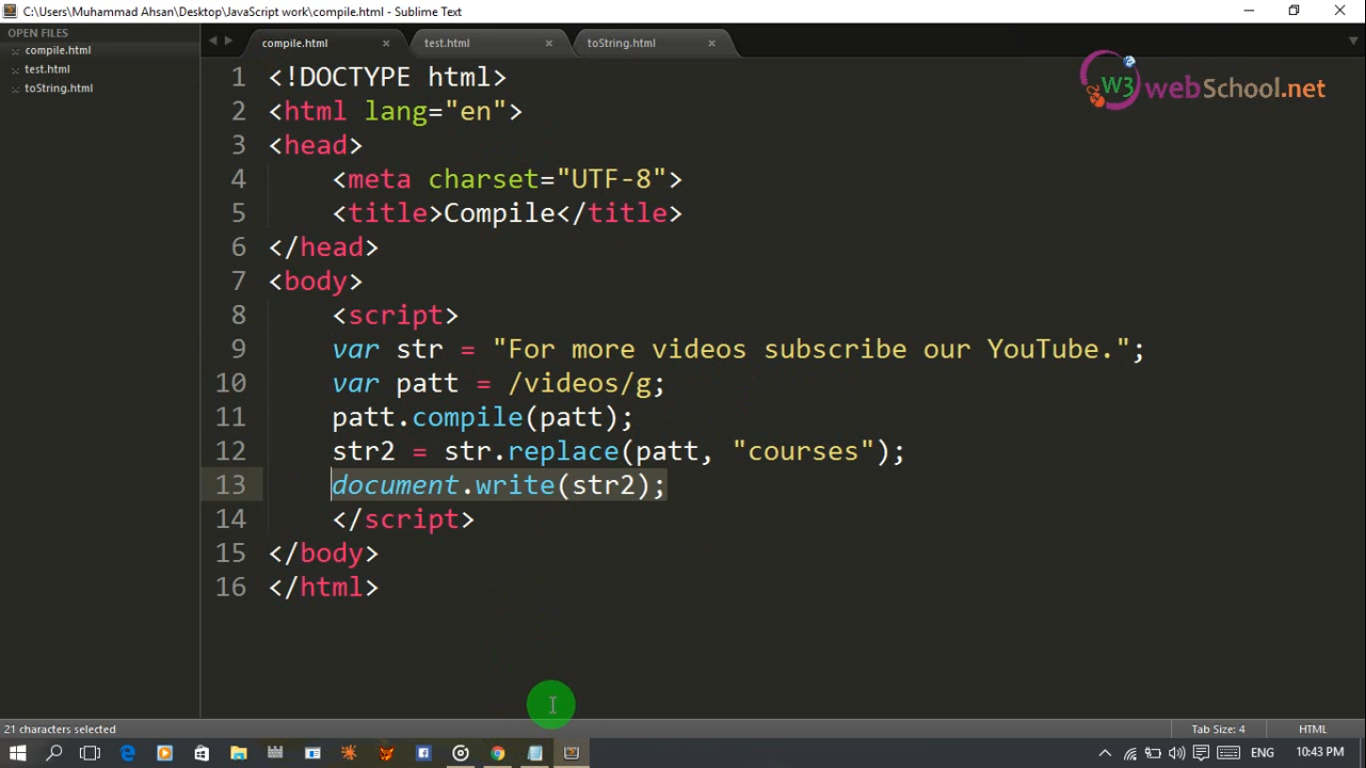 C:\Users\Muhammad Ahsan\Desktop\JavaScript work\compile.html - Sublime Text
OPEN FILES
compile.html
test.html
toString.html
compile.html test.html toString.html
W3 webSchool.net
1 <!DOCTYPE html>
2 <html lang="en">
3 <head>
4 <meta charset="UTF-8">
5 <title>Compile</title>
6 </head>
7 <body>
8 <script>
9 var str = "For more videos subscribe our YouTube.";
10 var patt = /videos/g;
11 patt.compile(patt);
12 str2 = str.replace(patt, "courses");
13 document.write(str2);
14 </script>
15 </body>
16 </html>
21 characters selected Tab Size: 4 HTML
ENG 10:43 PM